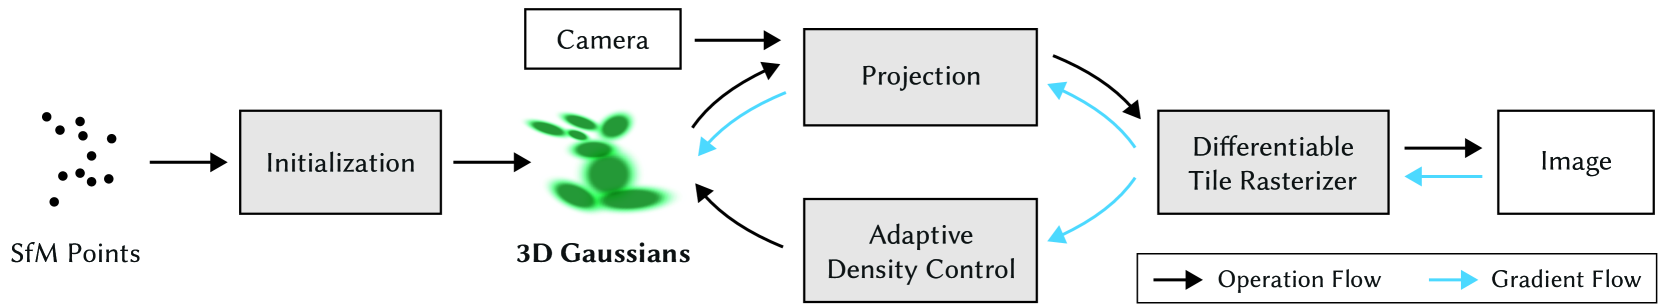 Camera
Projection
Initialization
Differentiable
Tile Rasterizer
Image
SfM Points
3D Gaussians
Adaptive
Density Control
Operation Flow
Gradient Flow